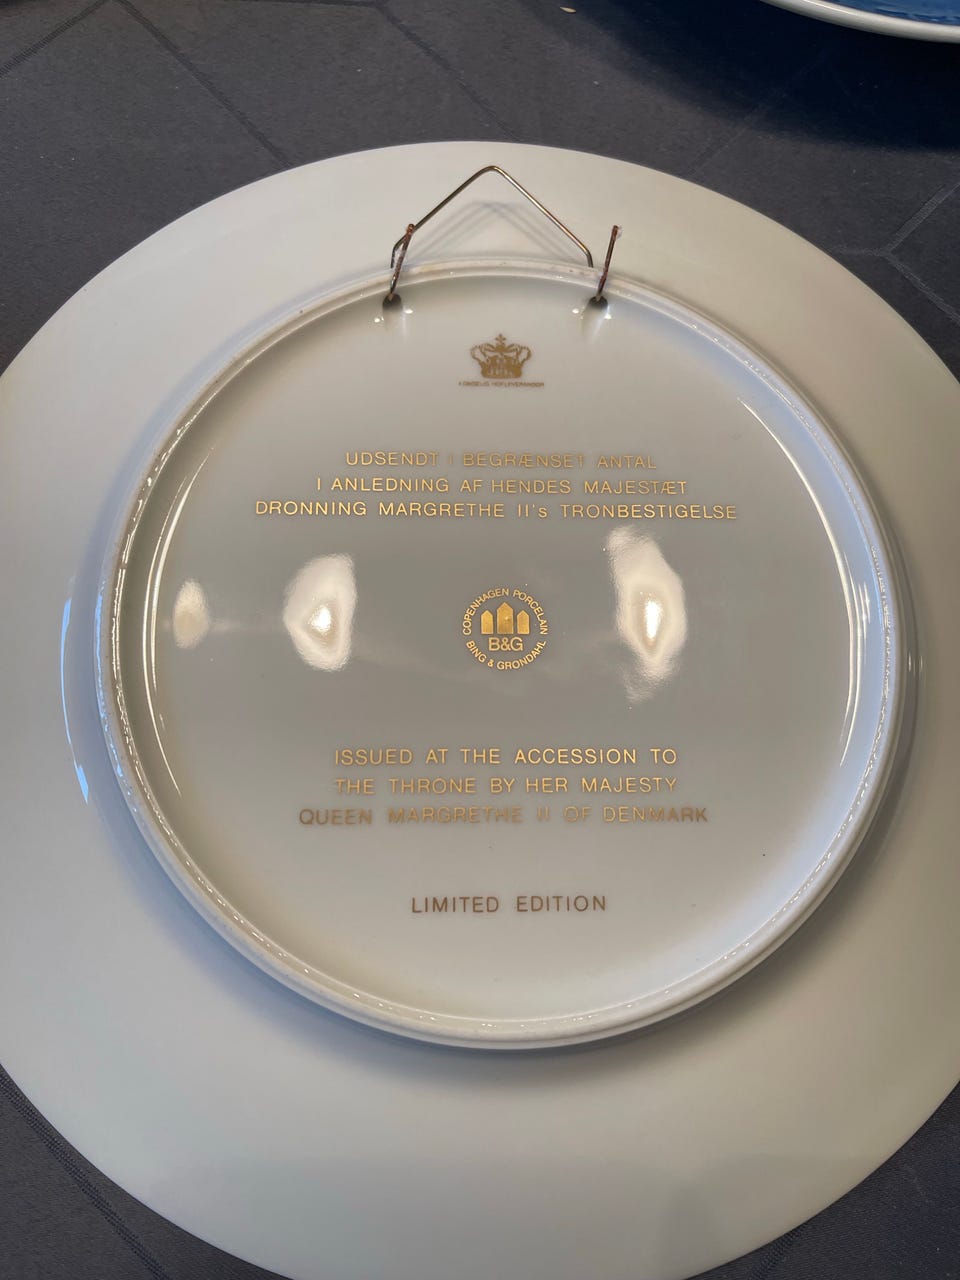 KONGELIG HOFLEVERANDØR
UDSENDT I BEGRÆNSET ANTAL
I ANLEDNING AF HENDES MAJESTÆT
DRONNING MARGRETHE II's TRONBESTIGELSE
COPENHAGEN PORCELAIN
B&G
BING & GRØNDAHL
ISSUED AT THE ACCESSION TO
THE THRONE BY HER MAJESTY
QUEEN MARGRETHE II OF DENMARK
LIMITED EDITION